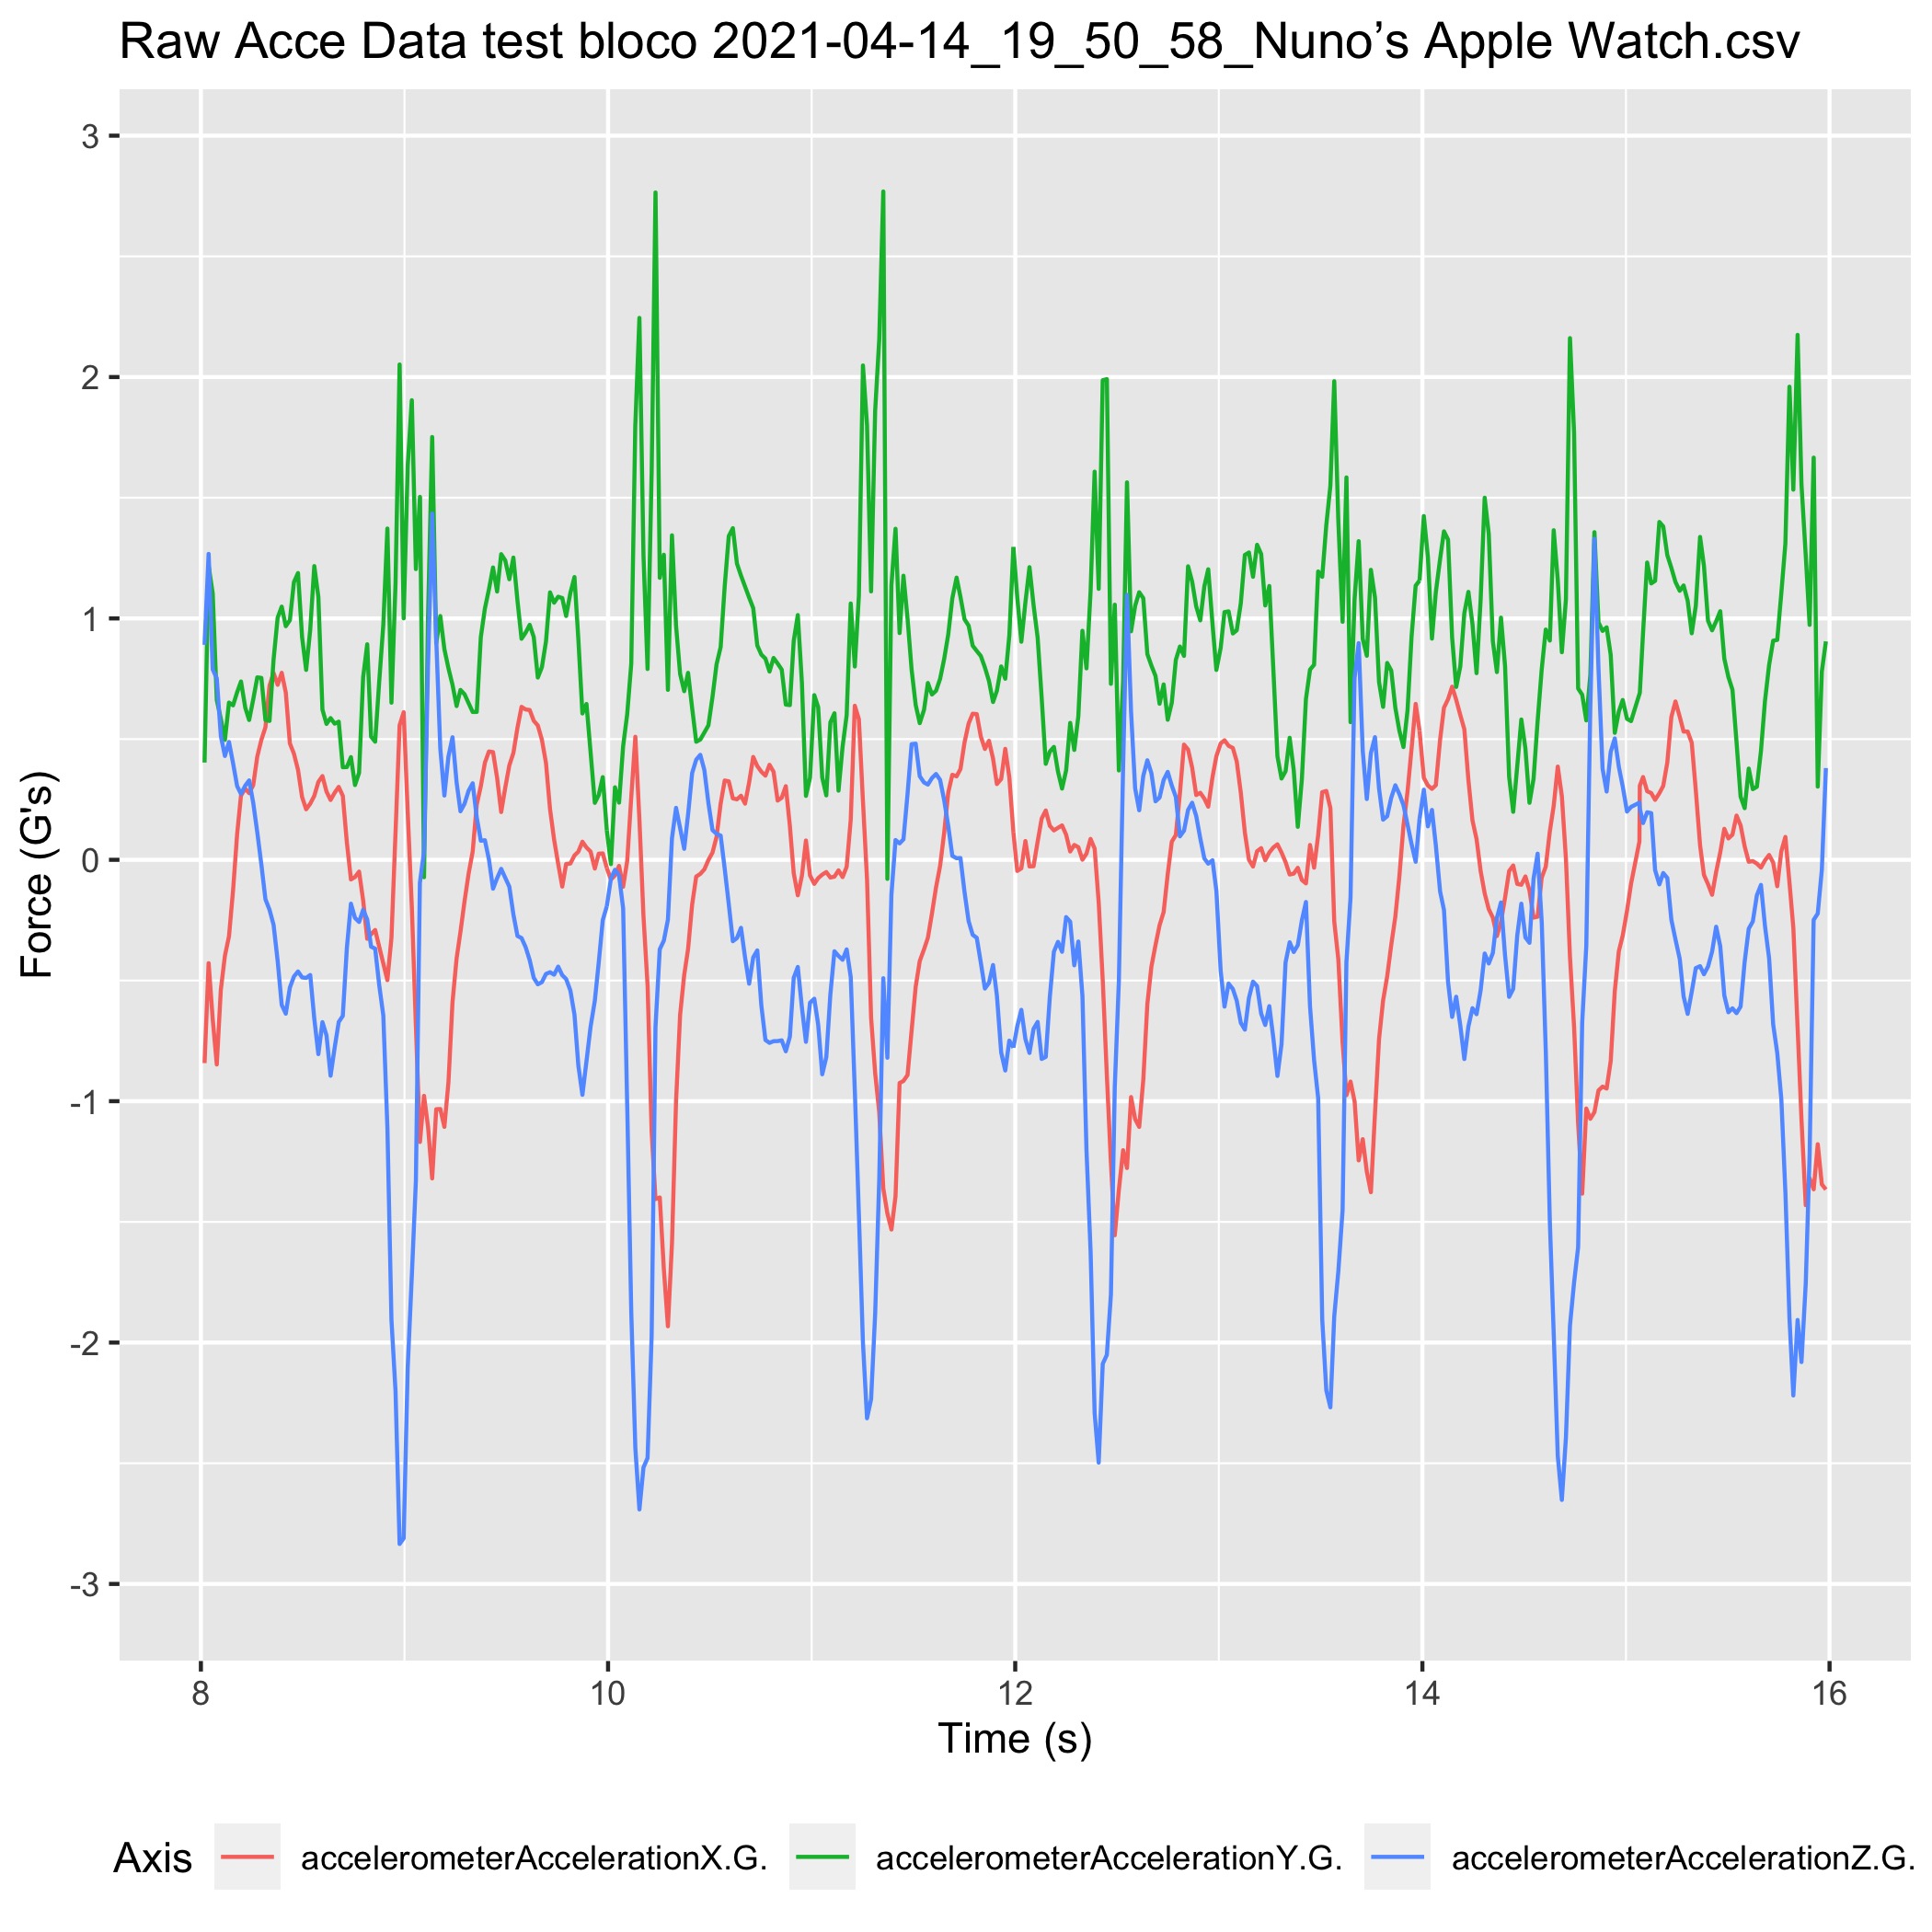 Raw Acce Data test bloco 2021-04-14_19_50_58_Nuno’s Apple Watch.csv
Force (G's)
3
2
1
0
-1
-2
-3
8 10 12 14 16
Time (s)
Axis accelerometerAccelerationX.G. accelerometerAccelerationY.G. accelerometerAccelerationZ.G.